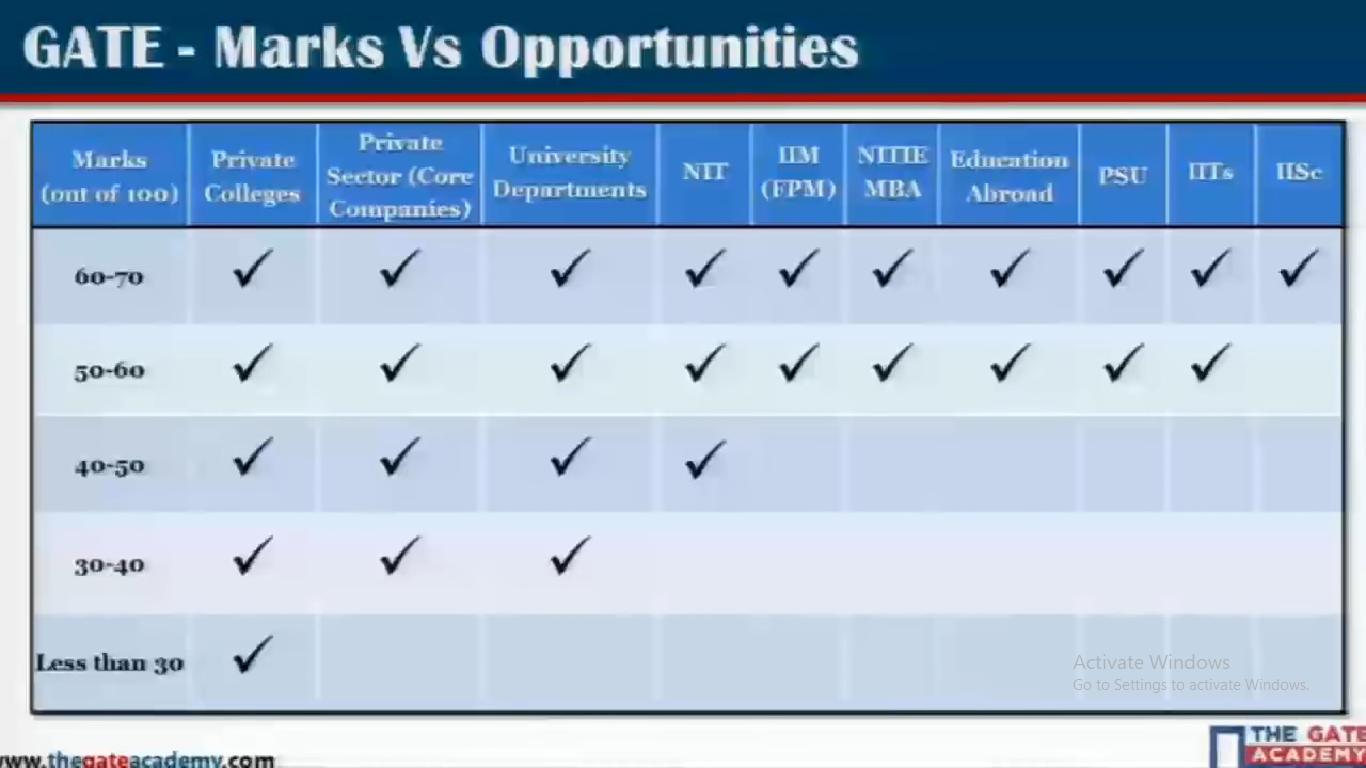 GATE - Marks Vs Opportunities
Marks
(out of 100)
Private
Colleges
Private
Sector (Core
Companies)
University
Departments
NIT
IIM
(FPM)
NITIE
MBA
Education
Abroad
PSU
IITs
IISc
60-70 ✓ ✓ ✓ ✓ ✓ ✓ ✓ ✓ ✓ ✓
50-60 ✓ ✓ ✓ ✓ ✓ ✓ ✓ ✓ ✓
40-50 ✓ ✓ ✓ ✓
30-40 ✓ ✓ ✓
Less than 30 ✓
Activate Windows
Go to Settings to activate Windows.
www.thegateacademy.com
THE GATE
ACADEMY